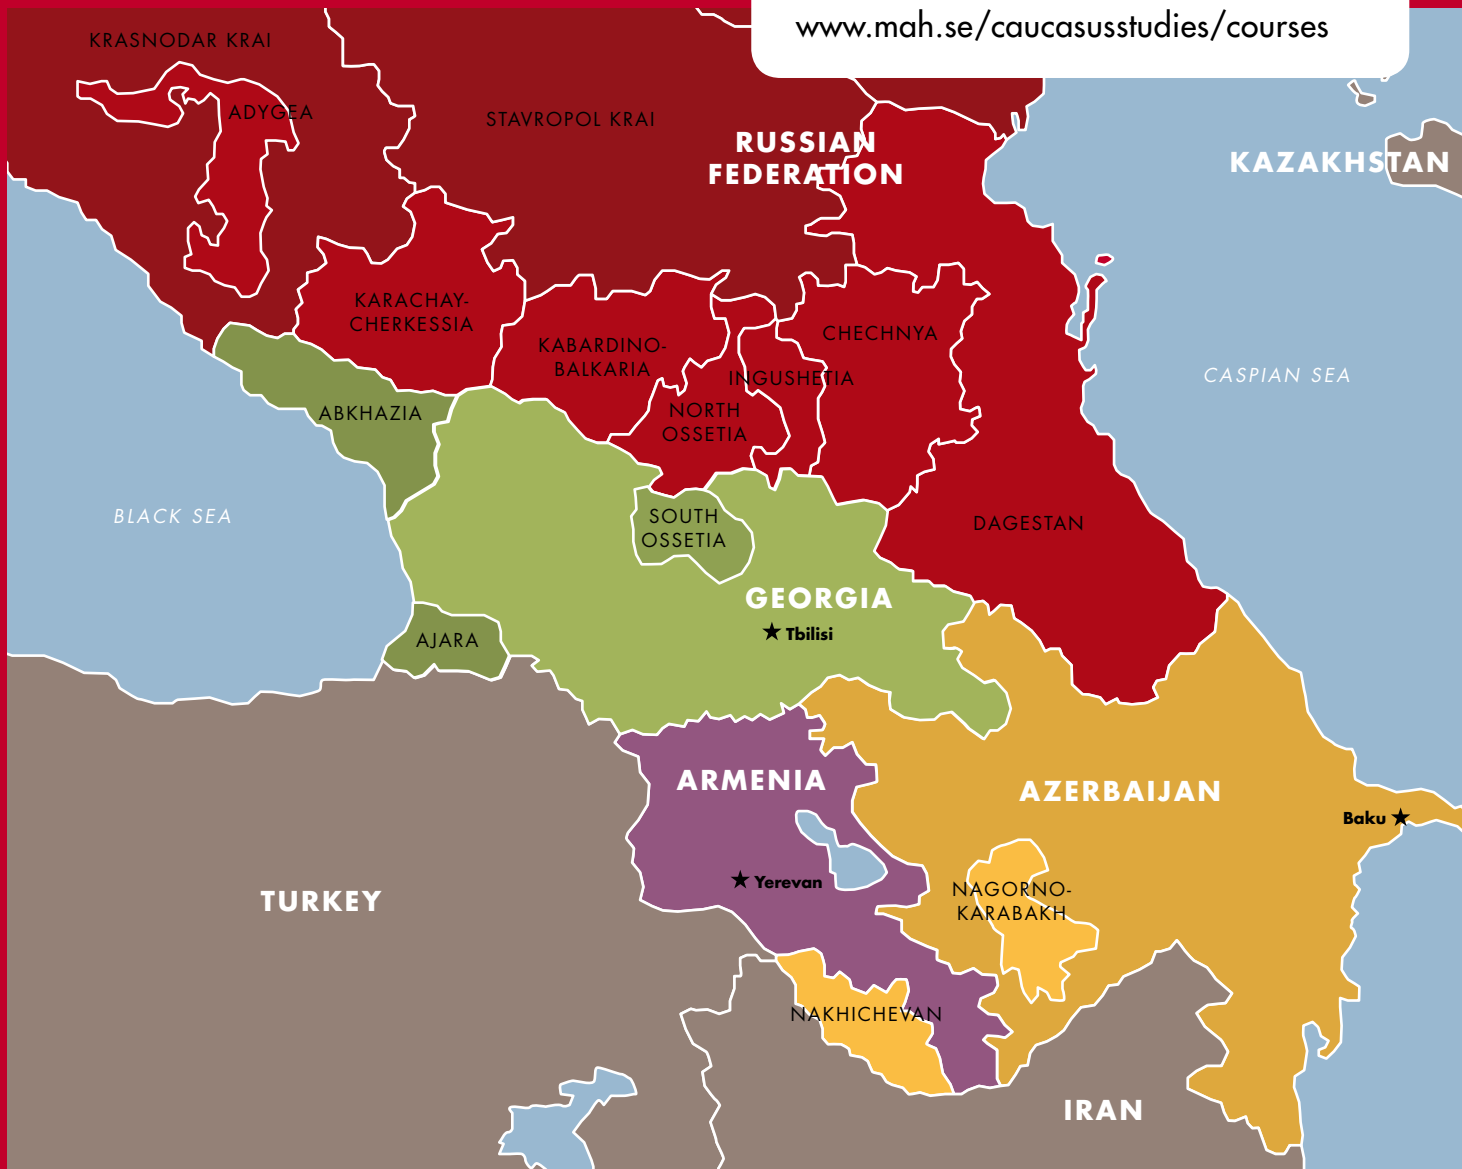 www.mah.se/caucasusstudies/courses
KRASNODAR KRAI
ADYGEA
STAVROPOL KRAI
RUSSIAN
FEDERATION
KAZAKHSTAN
KARACHAY-
CHERKESSIA
KABARDINO-
BALKARIA
CHECHNYA
INGUSHETIA
NORTH
OSSETIA
CASPIAN SEA
ABKHAZIA
BLACK SEA
SOUTH
OSSETIA
DAGESTAN
GEORGIA
Tbilisi
AJARA
ARMENIA
AZERBAIJAN
Baku
Yerevan
NAGORNO-
KARABAKH
TURKEY
NAKHICHEVAN
IRAN